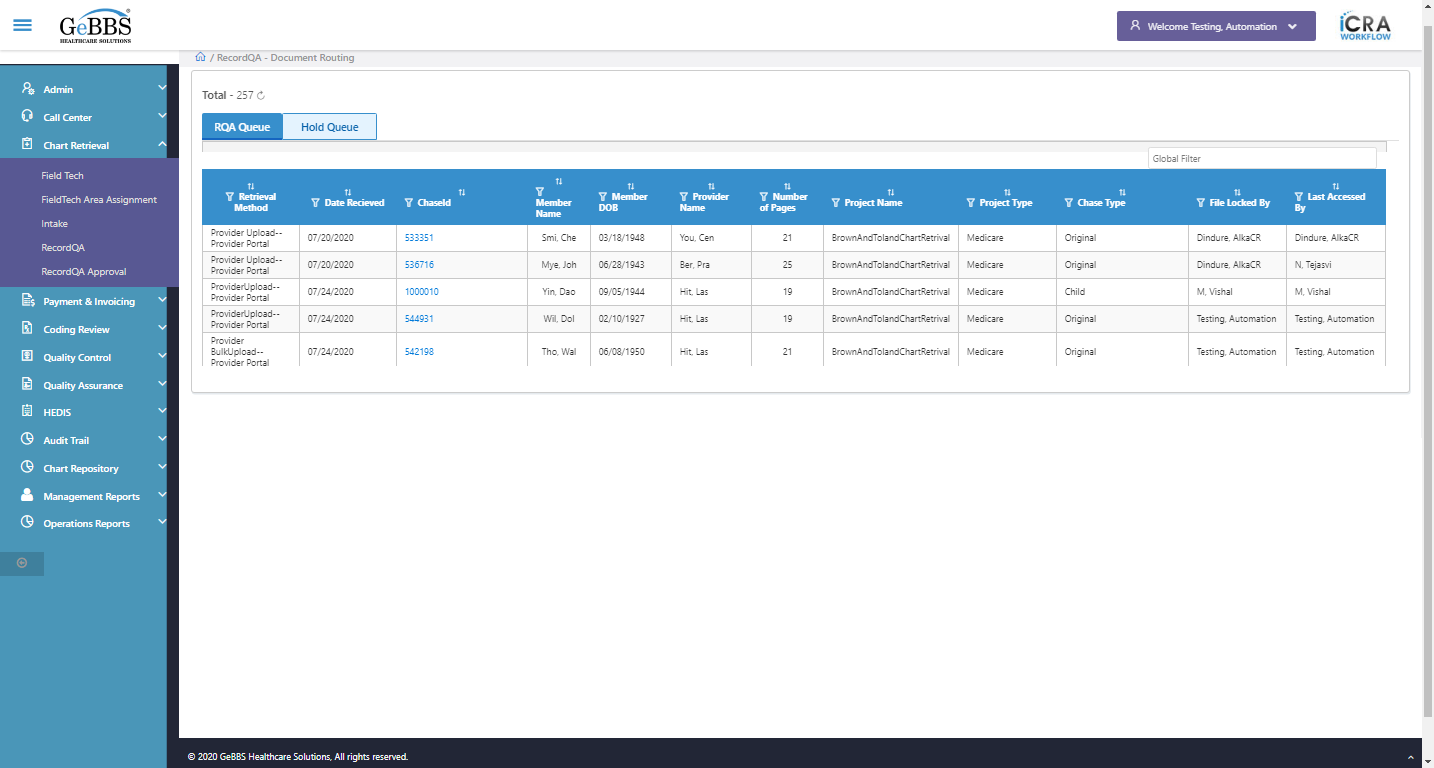 GeBBS
HEALTHCARE SOLUTIONS
Welcome Testing, Automation
iCRA
WORKFLOW
/ RecordQA - Document Routing
Admin
Call Center
Chart Retrieval
Field Tech
FieldTech Area Assignment
Intake
RecordQA
RecordQA Approval
Payment & Invoicing
Coding Review
Quality Control
Quality Assurance
HEDIS
Audit Trail
Chart Repository
Management Reports
Operations Reports
Total - 257
RQA Queue Hold Queue
Global Filter
Retrieval Method Date Recieved ChaseId Member Name Member DOB Provider Name Number of Pages Project Name Project Type Chase Type File Locked By Last Accessed By
Provider Upload--Provider Portal 07/20/2020 533351 Smi, Che 03/18/1948 You, Cen 21 BrownAndTolandChartRetrival Medicare Original Dindure, AlkaCR Dindure, AlkaCR
Provider Upload--Provider Portal 07/20/2020 536716 Mye, Joh 06/28/1943 Ber, Pra 25 BrownAndTolandChartRetrival Medicare Original Dindure, AlkaCR N, Tejasvi
ProviderUpload--Provider Portal 07/24/2020 1000010 Yin, Dao 09/05/1944 Hit, Las 19 BrownAndTolandChartRetrival Medicare Child M, Vishal M, Vishal
ProviderUpload--Provider Portal 07/24/2020 544931 Wil, Dol 02/10/1927 Hit, Las 19 BrownAndTolandChartRetrival Medicare Original Testing, Automation Testing, Automation
Provider BulkUpload--Provider Portal 07/24/2020 542198 Tho, Wal 06/08/1950 Hit, Las 21 BrownAndTolandChartRetrival Medicare Original Testing, Automation Testing, Automation
© 2020 GeBBS Healthcare Solutions, All rights reserved.